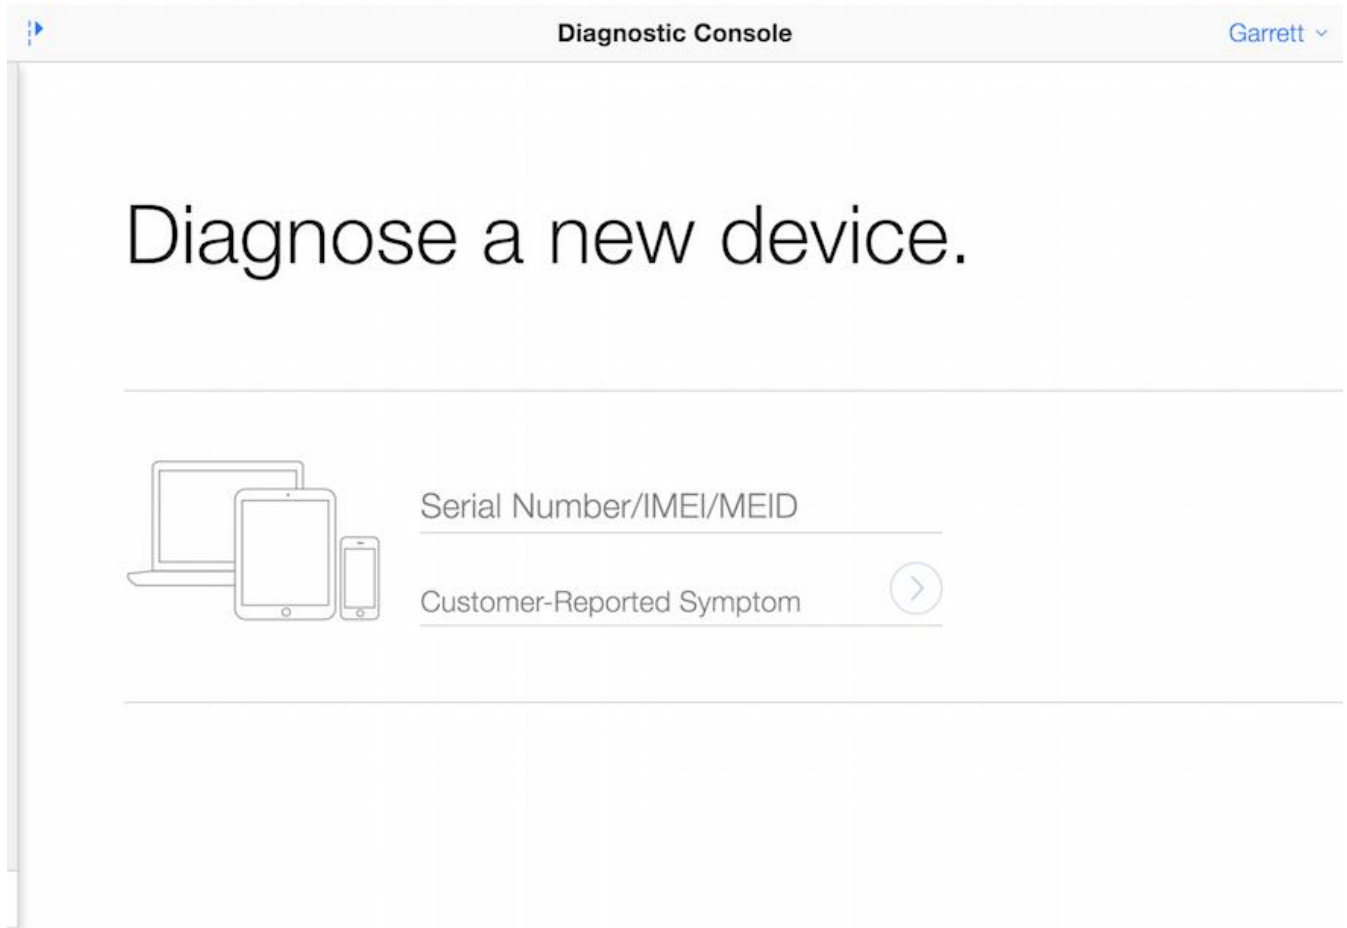 Diagnostic Console
Garrett
Diagnose a new device.
Serial Number/IMEI/MEID
Customer-Reported Symptom